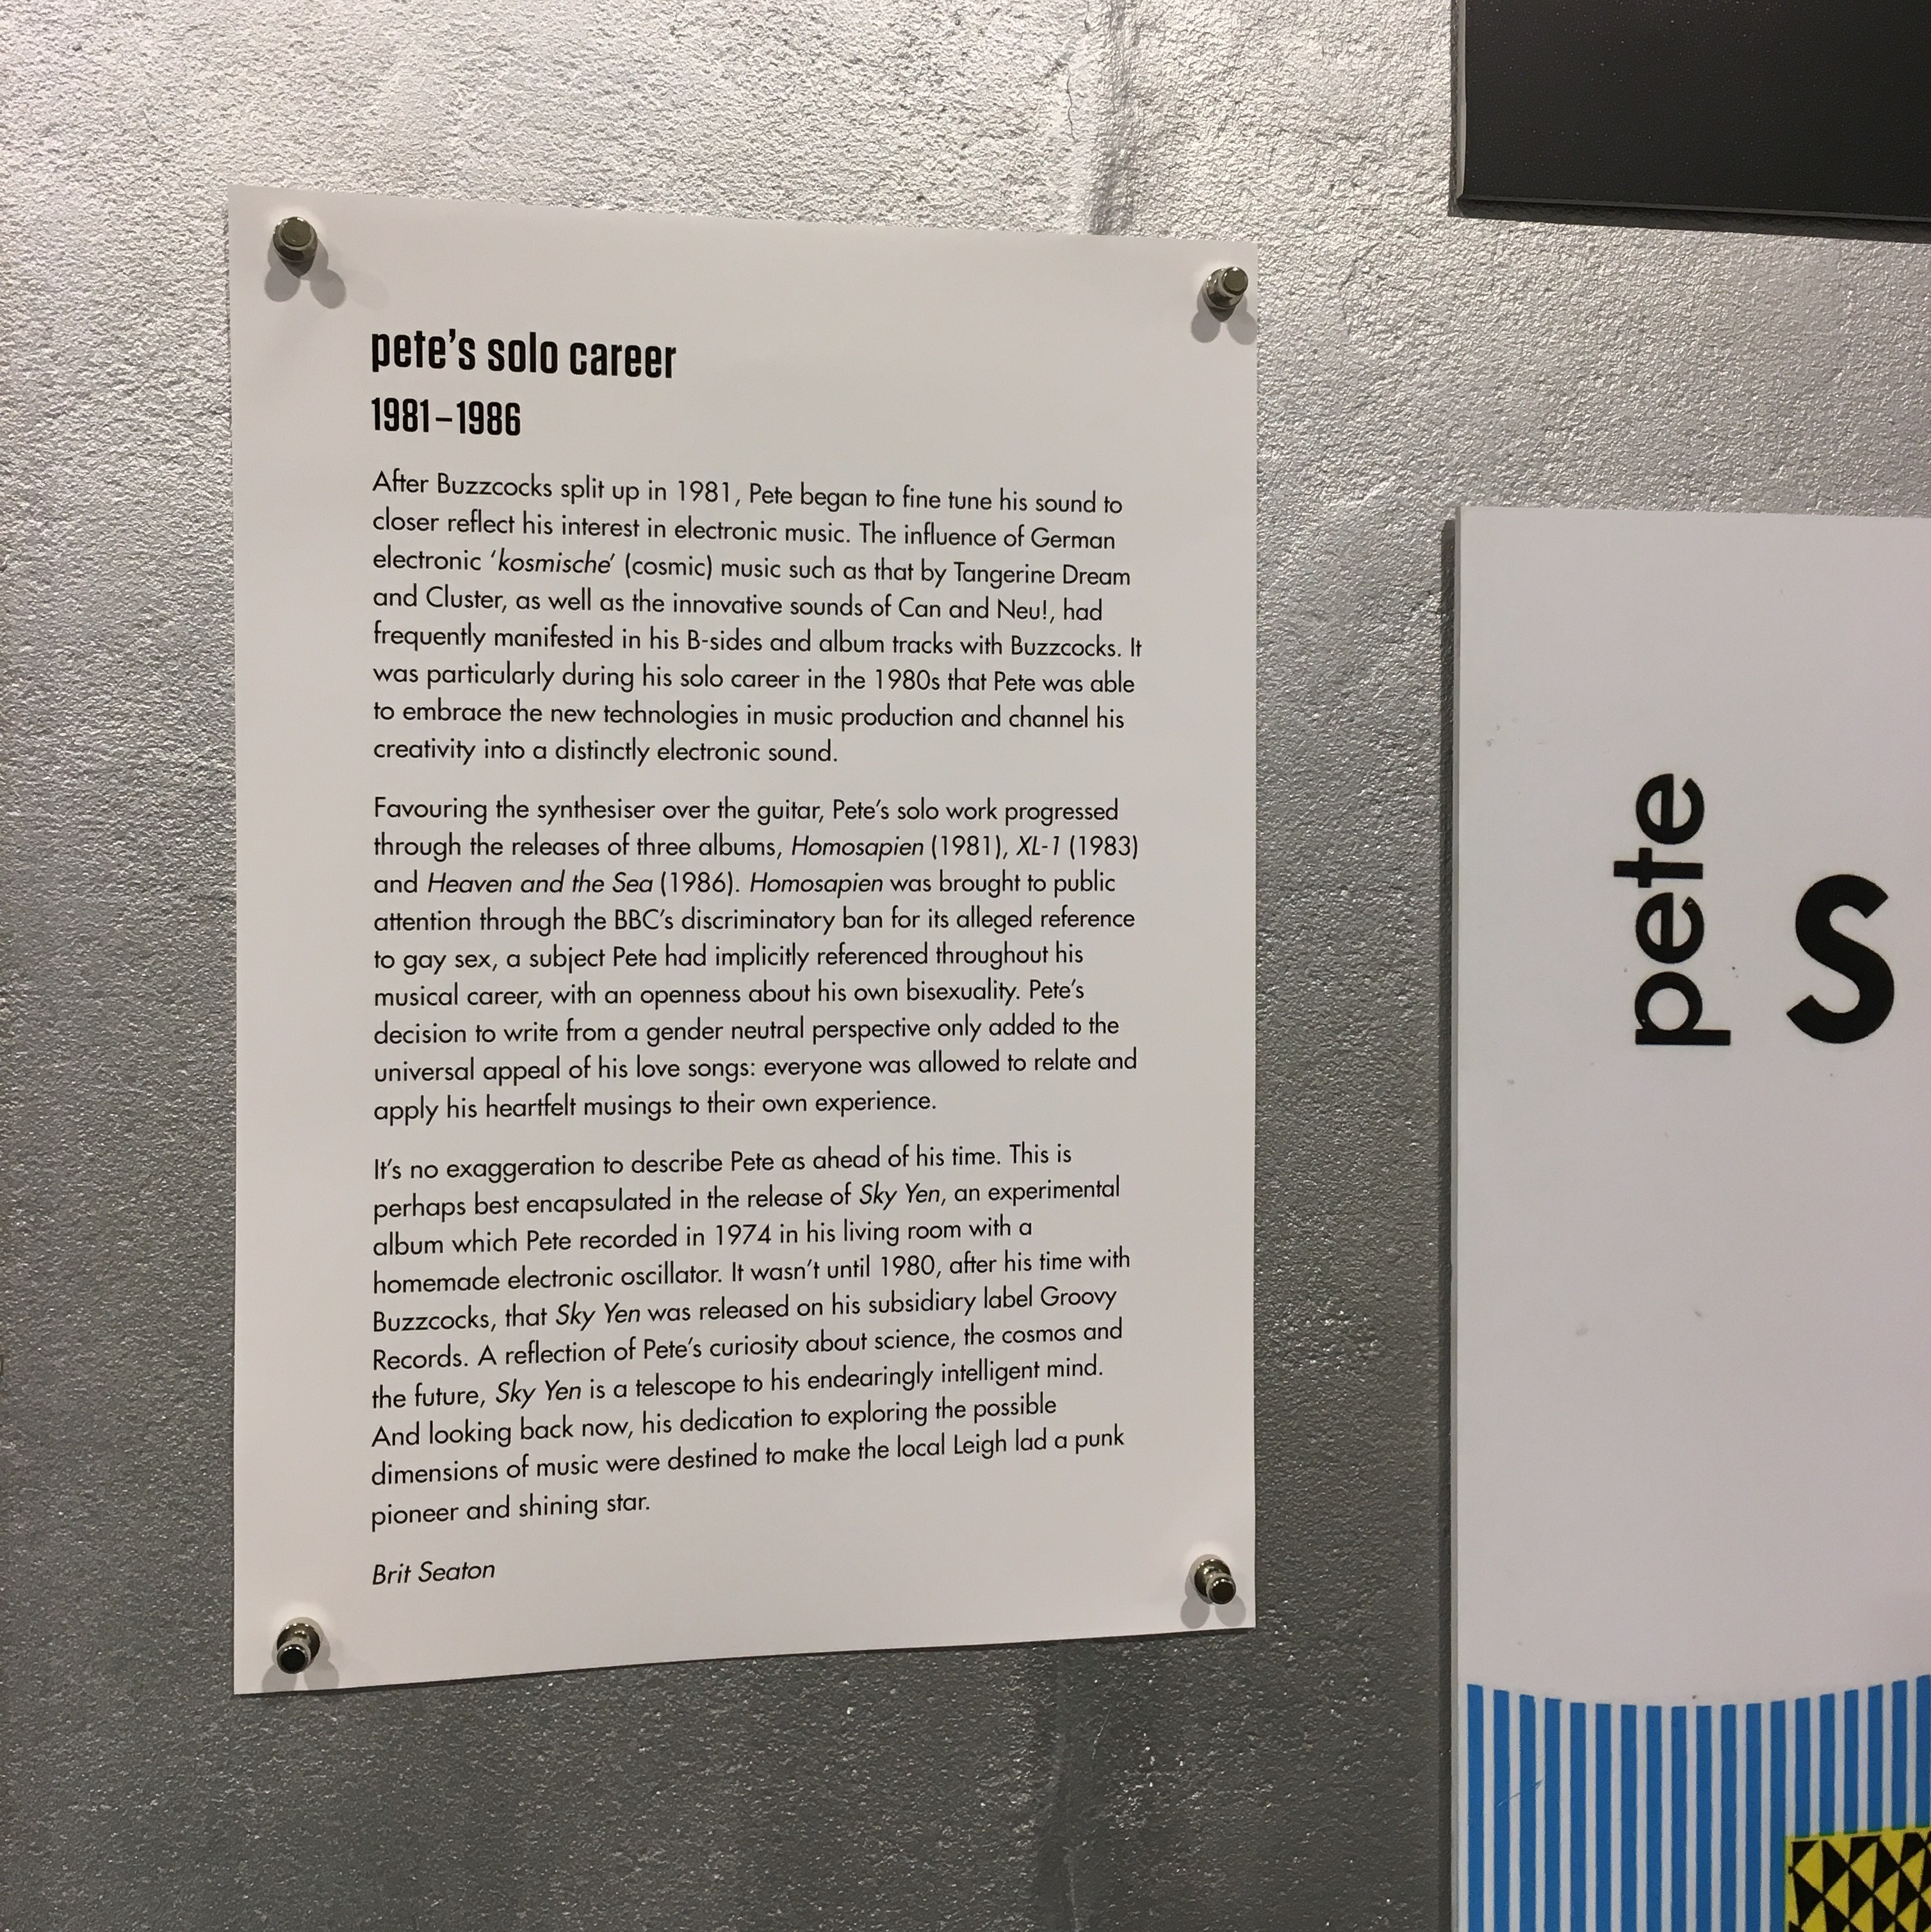 pete's solo career
1981–1986
After Buzzcocks split up in 1981, Pete began to fine tune his sound to
closer reflect his interest in electronic music. The influence of German
electronic 'kosmische' (cosmic) music such as that by Tangerine Dream
and Cluster, as well as the innovative sounds of Can and Neu!, had
frequently manifested in his B-sides and album tracks with Buzzcocks. It
was particularly during his solo career in the 1980s that Pete was able
to embrace the new technologies in music production and channel his
creativity into a distinctly electronic sound.
Favouring the synthesiser over the guitar, Pete's solo work progressed
through the releases of three albums, Homosapien (1981), XL-1 (1983)
and Heaven and the Sea (1986). Homosapien was brought to public
attention through the BBC's discriminatory ban for its alleged reference
to gay sex, a subject Pete had implicitly referenced throughout his
musical career, with an openness about his own bisexuality. Pete's
decision to write from a gender neutral perspective only added to the
universal appeal of his love songs: everyone was allowed to relate and
apply his heartfelt musings to their own experience.
It's no exaggeration to describe Pete as ahead of his time. This is
perhaps best encapsulated in the release of Sky Yen, an experimental
album which Pete recorded in 1974 in his living room with a
homemade electronic oscillator. It wasn't until 1980, after his time with
Buzzcocks, that Sky Yen was released on his subsidiary label Groovy
Records. A reflection of Pete's curiosity about science, the cosmos and
the future, Sky Yen is a telescope to his endearingly intelligent mind.
And looking back now, his dedication to exploring the possible
dimensions of music were destined to make the local Leigh lad a punk
pioneer and shining star.
Brit Seaton
pete
s